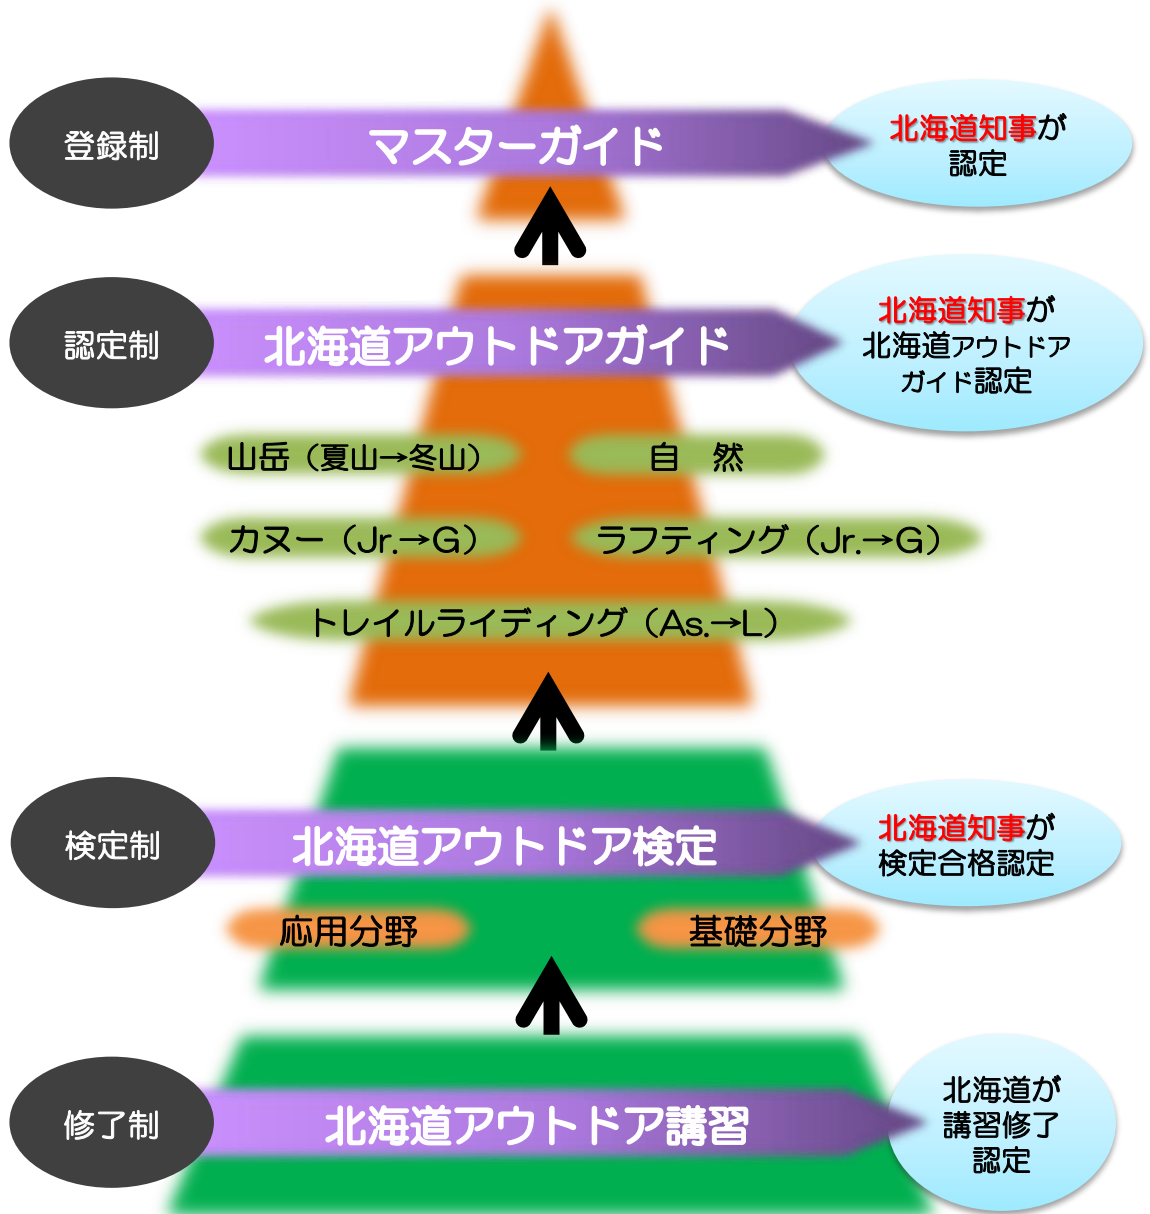 登録制
マスターガイド
北海道知事が
認定
認定制
北海道アウトドアガイド
北海道知事が
北海道アウトドア
ガイド認定
山岳（夏山→冬山）
自　然
カヌー（Jr.→G）
ラフティング（Jr.→G）
トレイルライディング（As.→L）
検定制
北海道アウトドア検定
北海道知事が
検定合格認定
応用分野
基礎分野
修了制
北海道アウトドア講習
北海道が
講習修了
認定